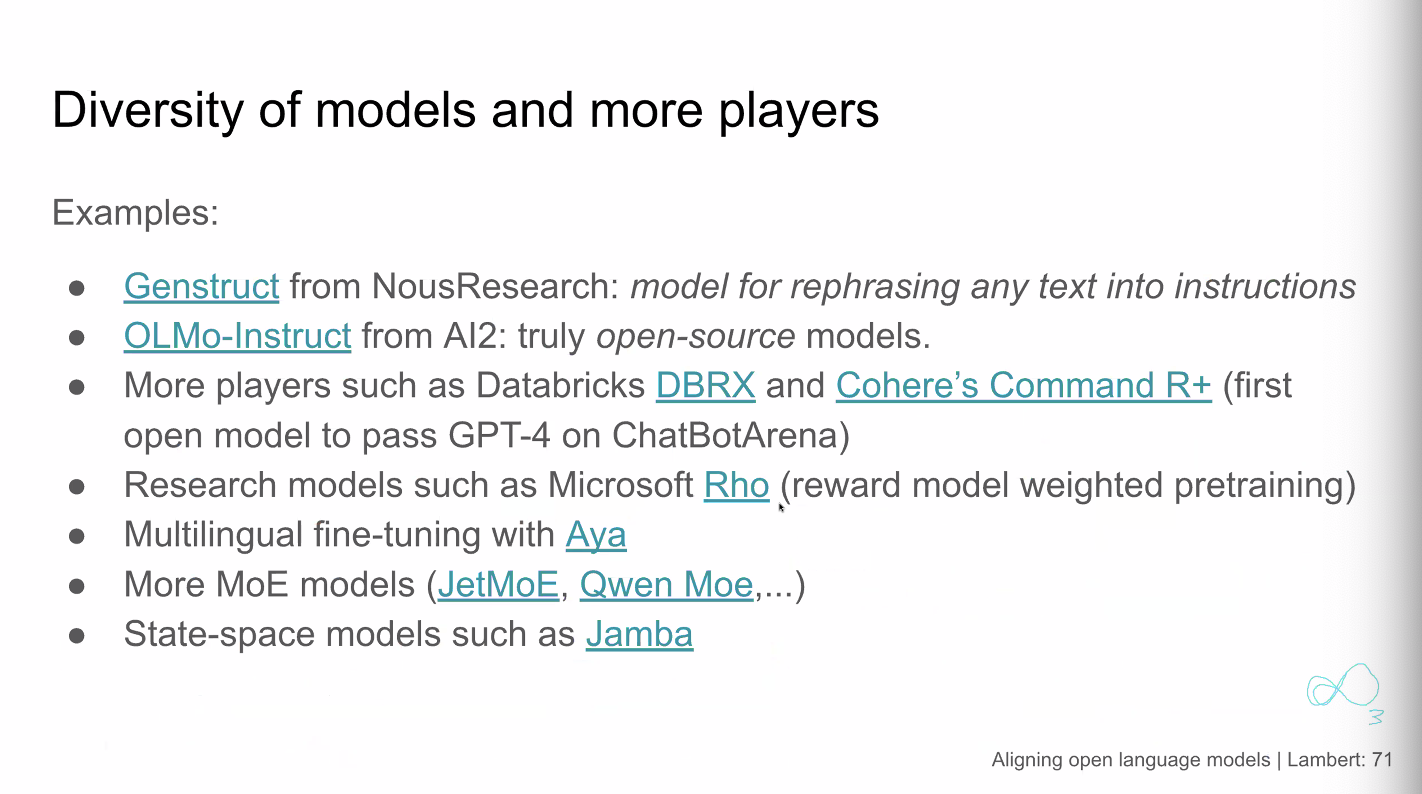 Diversity of models and more players
Examples:
● Genstruct from NousResearch: model for rephrasing any text into instructions
● OLMo-Instruct from AI2: truly open-source models.
● More players such as Databricks DBRX and Cohere’s Command R+ (first
open model to pass GPT-4 on ChatBotArena)
● Research models such as Microsoft Rho (reward model weighted pretraining)
● Multilingual fine-tuning with Aya
● More MoE models (JetMoE, Qwen Moe,...)
● State-space models such as Jamba
Aligning open language models | Lambert: 71